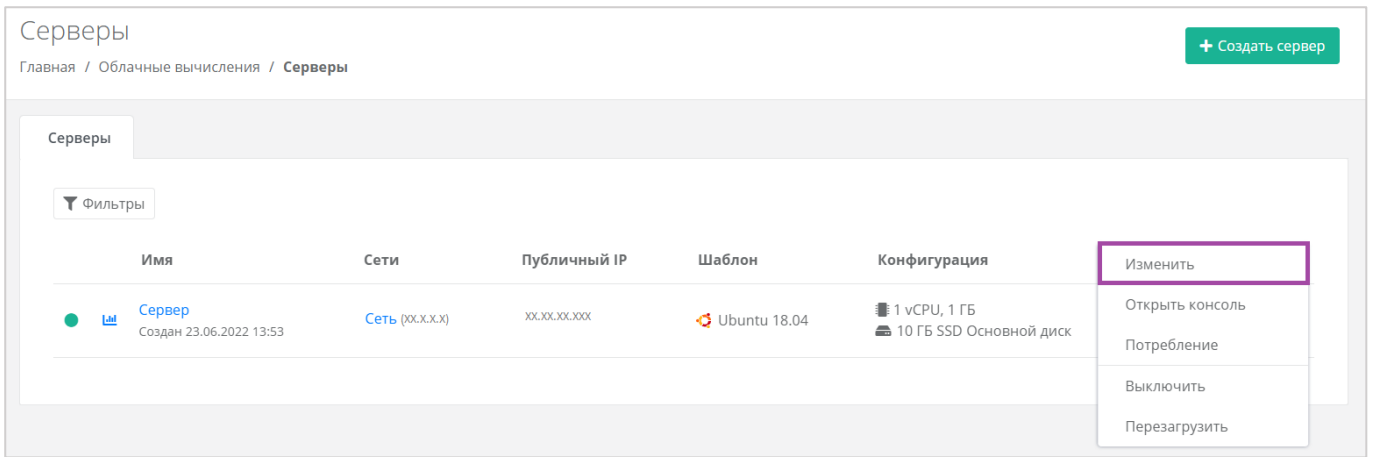 Серверы
+ Создать сервер
Главная / Облачные вычисления / Серверы
Серверы
Фильтры
Имя Сети Публичный IP Шаблон Конфигурация
Сервер
Создан 23.06.2022 13:53
Сеть (XX.X.X.X)
XX.XX.XX.XXX
Ubuntu 18.04
1 vCPU, 1 ГБ
10 ГБ SSD Основной диск
Изменить
Открыть консоль
Потребление
Выключить
Перезагрузить